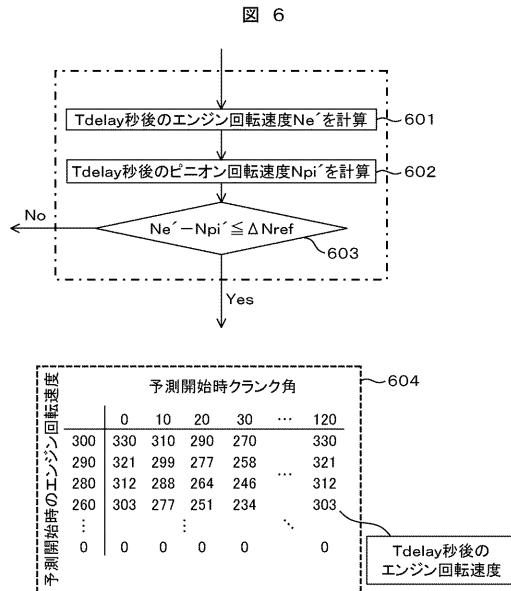 図 6
Tdelay秒後のエンジン回転速度Ne´を計算
601
Tdelay秒後のピニオン回転速度Npi´を計算
602
No
Ne´－Npi´≦ΔNref
603
Yes
604
予測開始時クランク角
予測開始時のエンジン回転速度
0 10 20 30 … 120
300 330 310 290 270 330
290 321 299 277 258 321
280 312 288 264 246 … 312
260 303 277 251 234 303
⋮ ⋮ ⋱ ⋮
0 0 0 0 0 0
Tdelay秒後の
エンジン回転速度